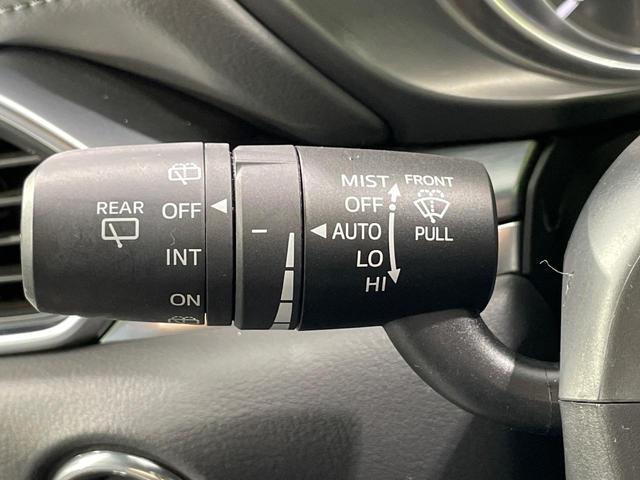 REAR
OFF
INT
ON
–
MIST
OFF
AUTO
LO
HI
FRONT
PULL